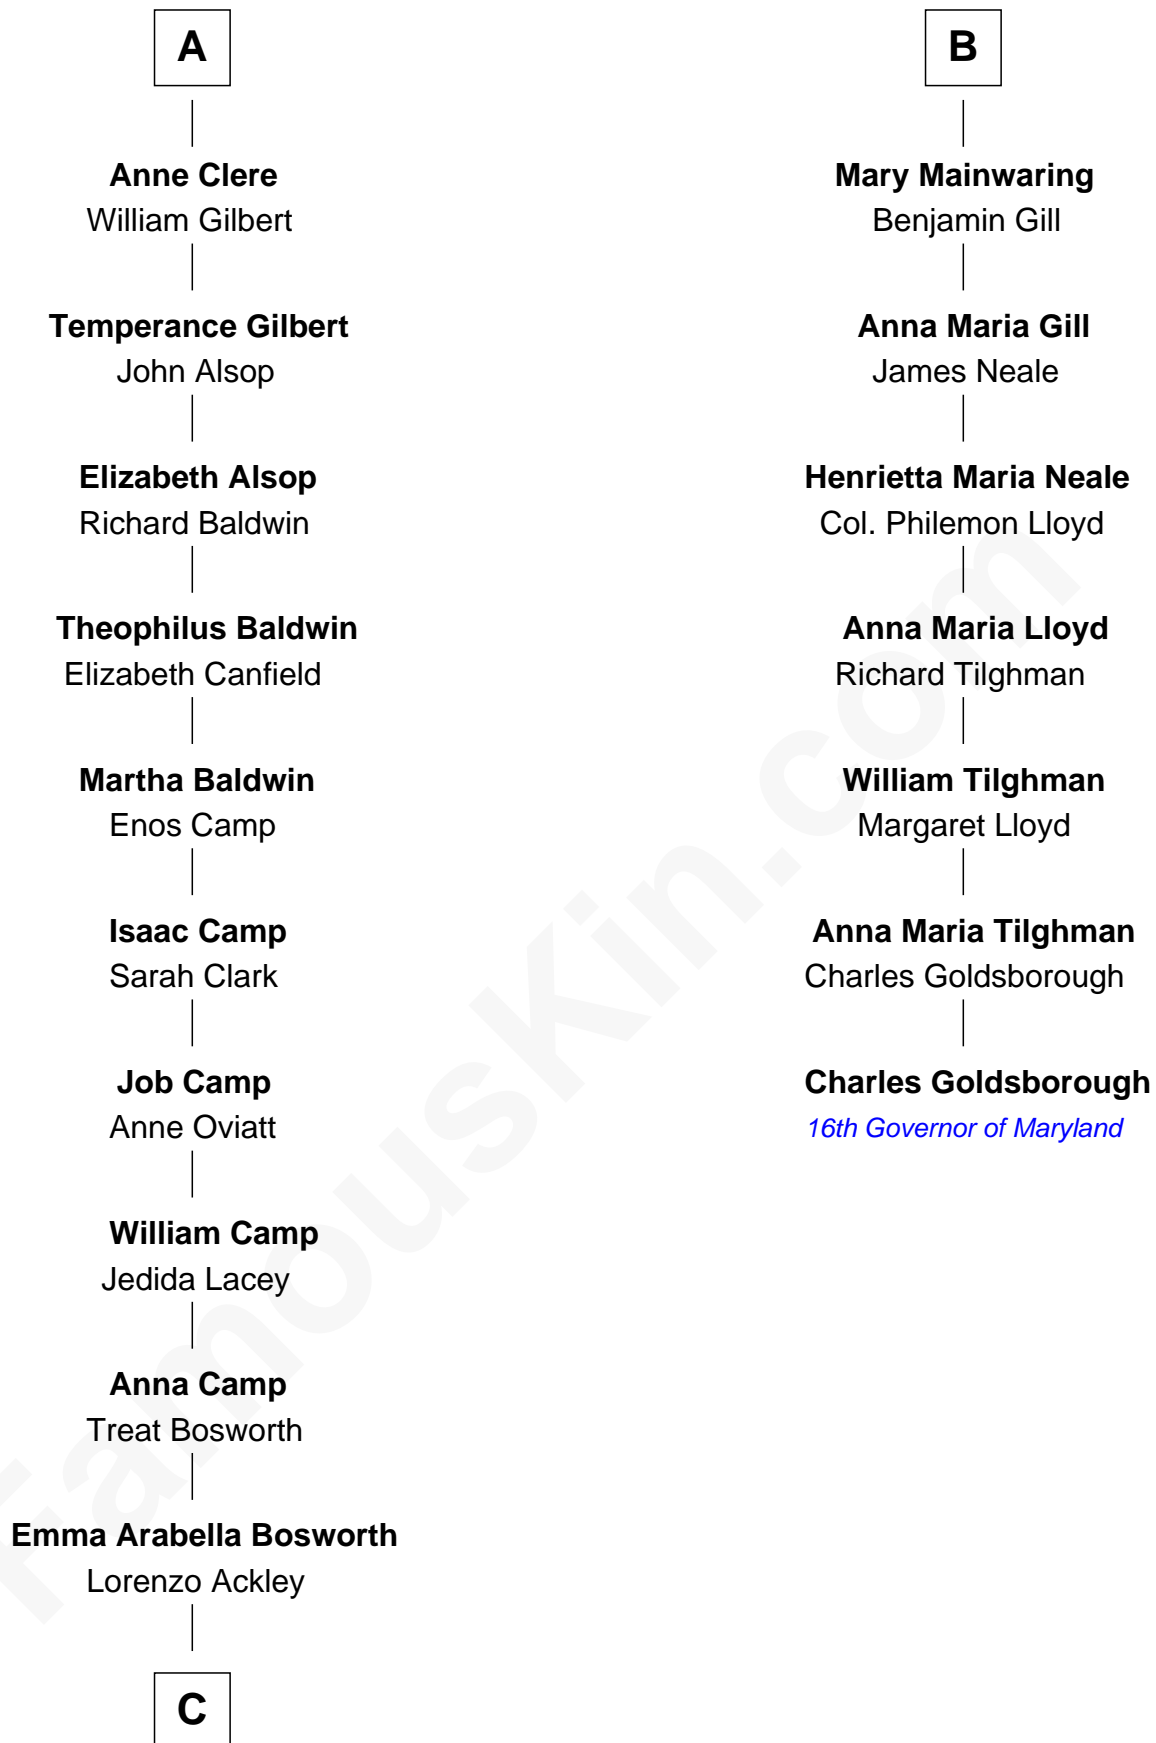 A
Anne Clere
William Gilbert
Temperance Gilbert
John Alsop
Elizabeth Alsop
Richard Baldwin
Theophilus Baldwin
Elizabeth Canfield
Martha Baldwin
Enos Camp
Isaac Camp
Sarah Clark
Job Camp
Anne Oviatt
William Camp
Jedida Lacey
Anna Camp
Treat Bosworth
Emma Arabella Bosworth
Lorenzo Ackley
C
B
Mary Mainwaring
Benjamin Gill
Anna Maria Gill
James Neale
Henrietta Maria Neale
Col. Philemon Lloyd
Anna Maria Lloyd
Richard Tilghman
William Tilghman
Margaret Lloyd
Anna Maria Tilghman
Charles Goldsborough
Charles Goldsborough
16th Governor of Maryland
FamousKin.com